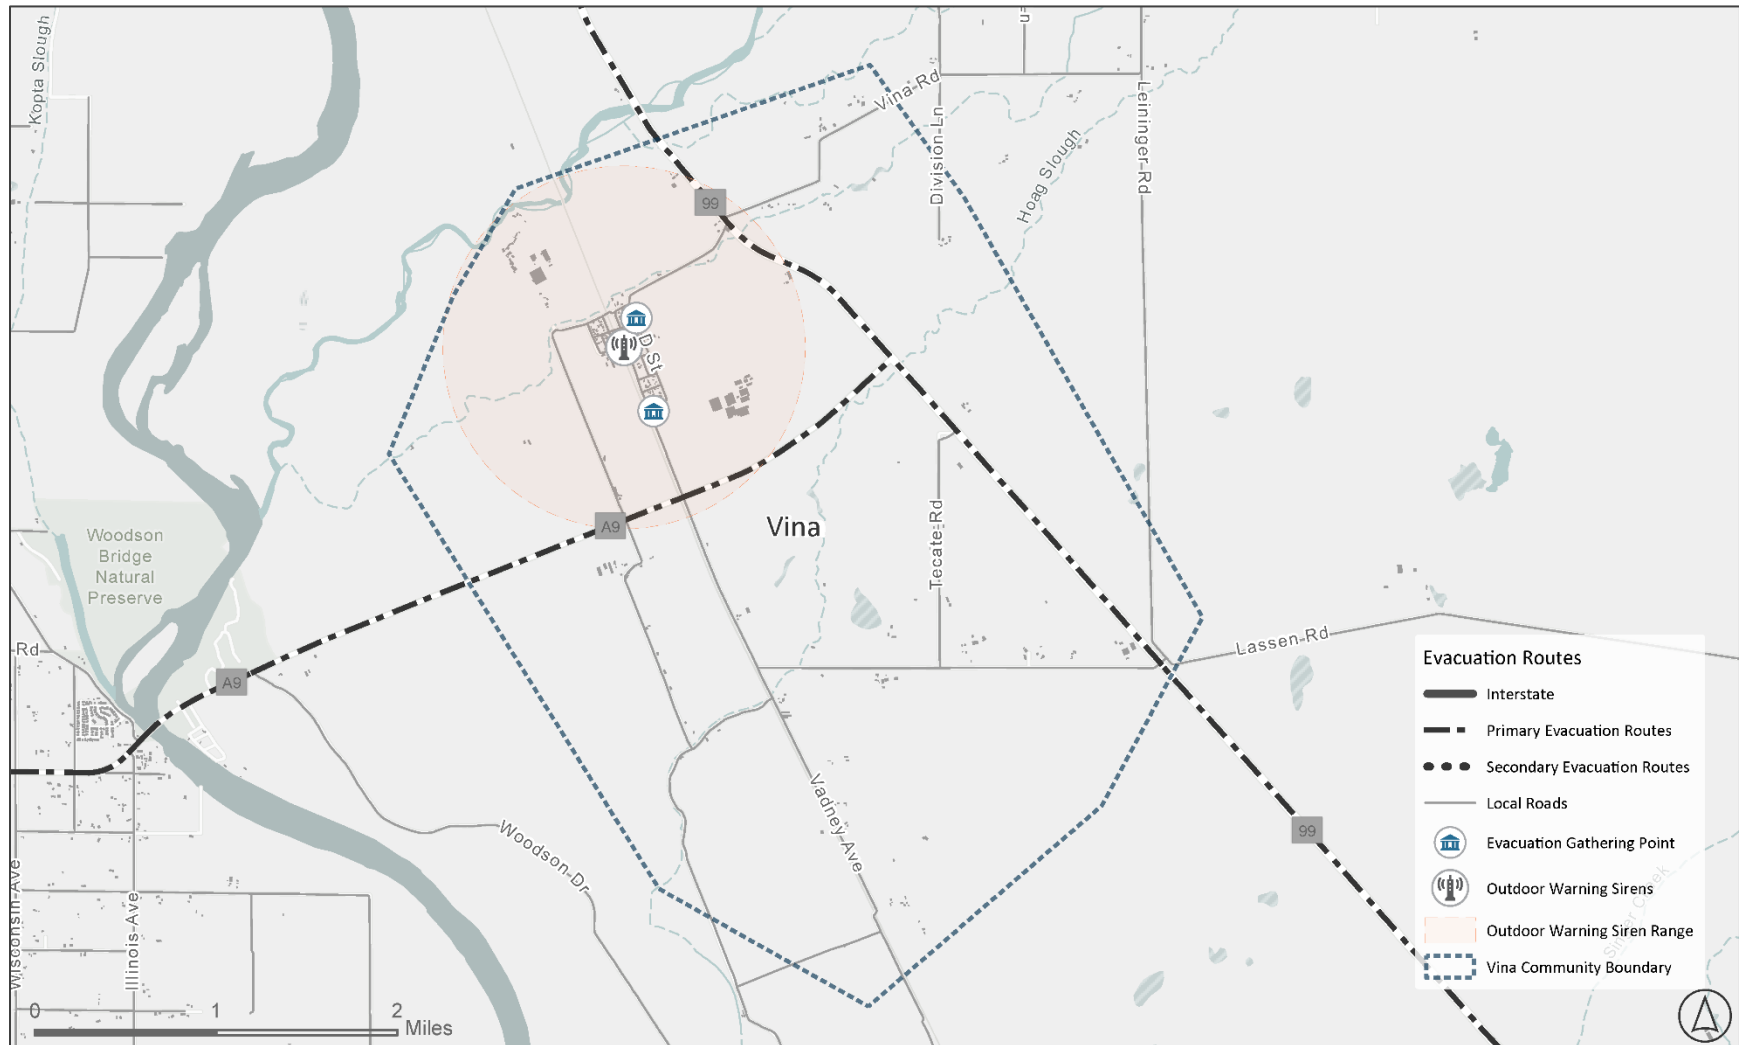 Kopta Slough
n
Vina-Rd
Division-Ln
Leininger-Rd
Hoag Slough
99
D St
A9
Vina
Tecate-Rd
Woodson
Bridge
Natural
Preserve
Rd
A9
Lassen-Rd
Vadney-Ave
Woodson-Dr
99
Wisconsin-Ave
Illinois-Ave
Singer Creek
0 1 2
Miles
Evacuation Routes
Interstate
Primary Evacuation Routes
Secondary Evacuation Routes
Local Roads
Evacuation Gathering Point
Outdoor Warning Sirens
Outdoor Warning Siren Range
Vina Community Boundary